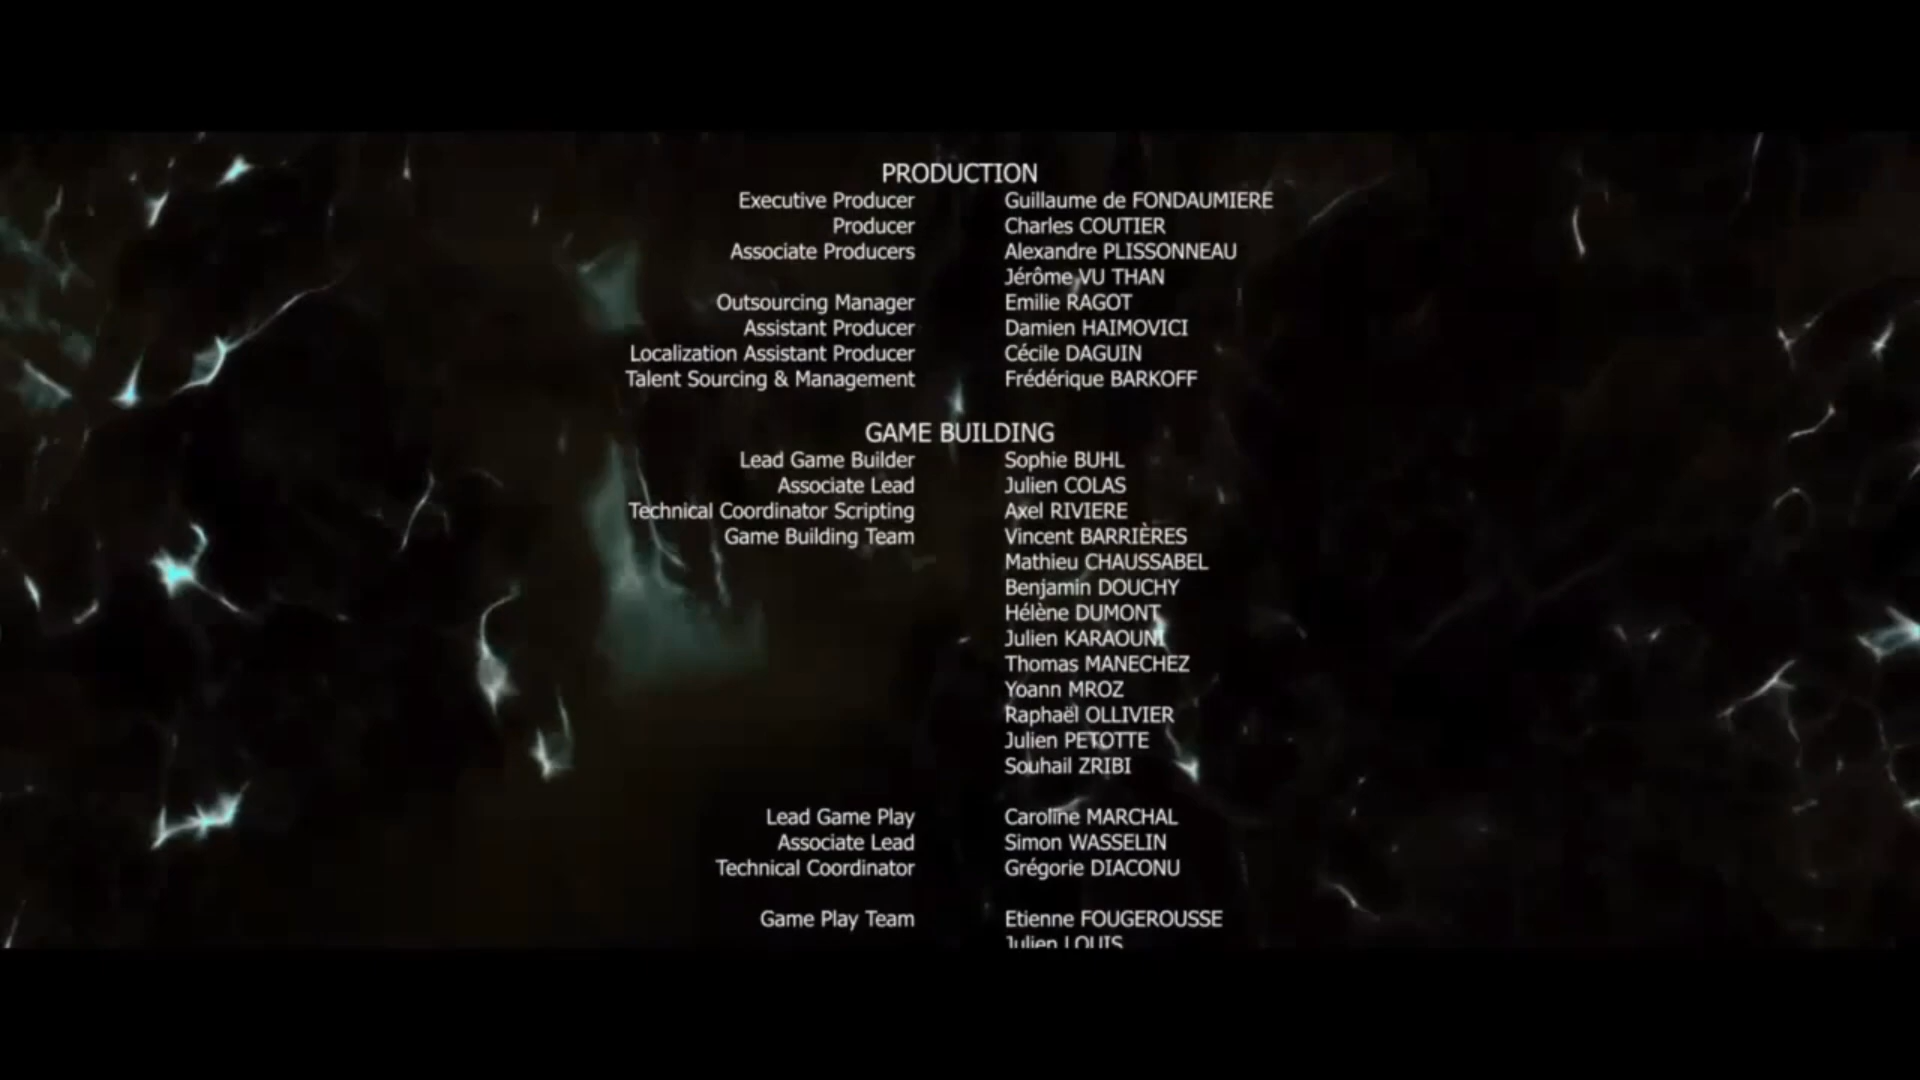 PRODUCTION
Executive Producer Guillaume de FONDAUMIERE
Producer Charles COUTIER
Associate Producers Alexandre PLISSONNEAU
Jérôme VU THAN
Outsourcing Manager Emilie RAGOT
Assistant Producer Damien HAIMOVICI
Localization Assistant Producer Cécile DAGUIN
Talent Sourcing & Management Frédérique BARKOFF
GAME BUILDING
Lead Game Builder Sophie BUHL
Associate Lead Julien COLAS
Technical Coordinator Scripting Axel RIVIERE
Game Building Team Vincent BARRIÈRES
Mathieu CHAUSSABEL
Benjamin DOUCHY
Hélène DUMONT
Julien KARAOUNI
Thomas MANECHEZ
Yoann MROZ
Raphaël OLLIVIER
Julien PETOTTE
Souhail ZRIBI
Lead Game Play Caroline MARCHAL
Associate Lead Simon WASSELIN
Technical Coordinator Grégorie DIACONU
Game Play Team Etienne FOUGEROUSSE
Julien LOUIS